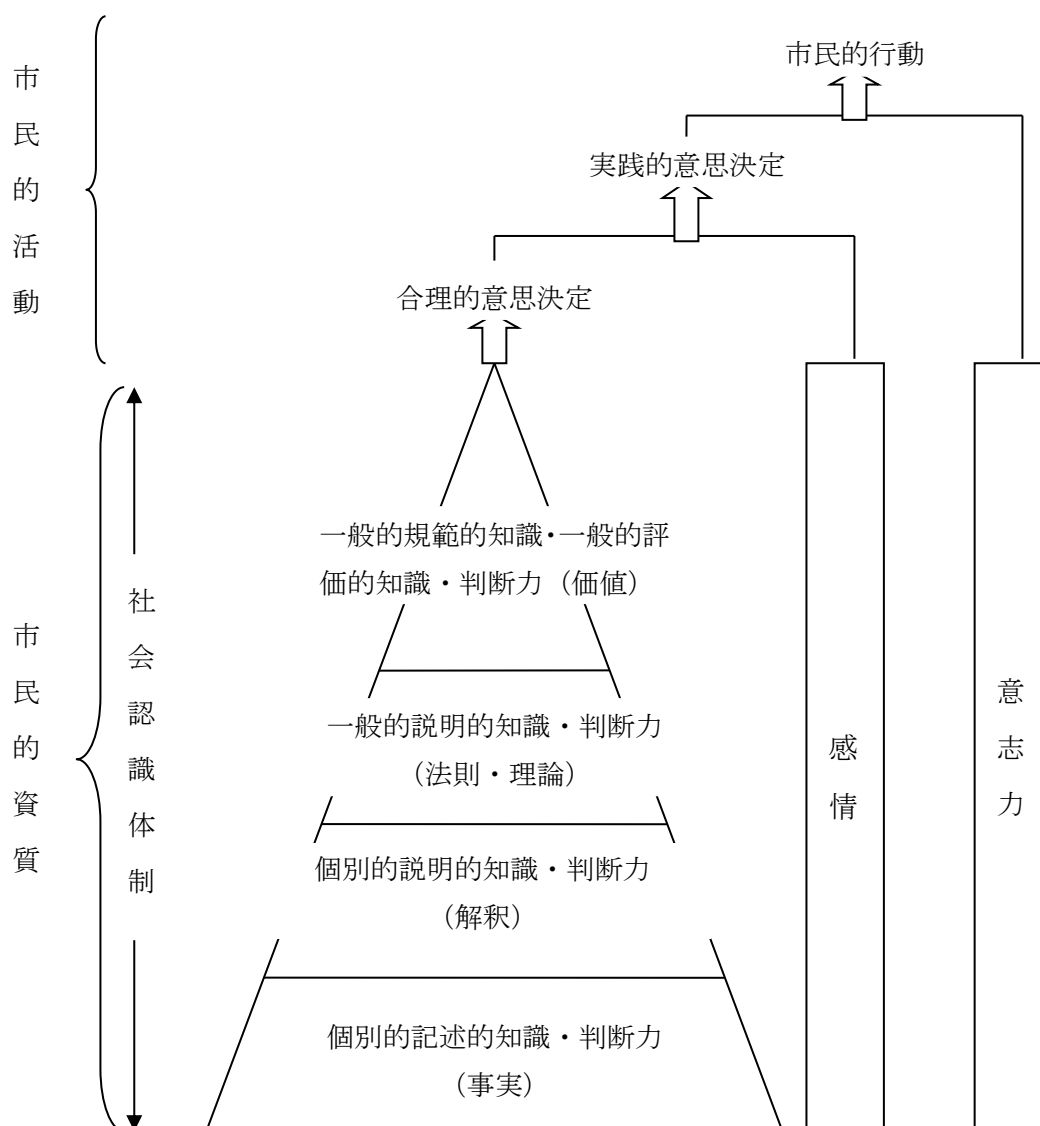 市民的活動
市民的行動
実践的意思決定
合理的意思決定
市民的資質
社会認識体制
一般的規範的知識・一般的評
価的知識・判断力（価値）
一般的説明的知識・判断力
（法則・理論）
個別的説明的知識・判断力
（解釈）
個別的記述的知識・判断力
（事実）
感情
意志力